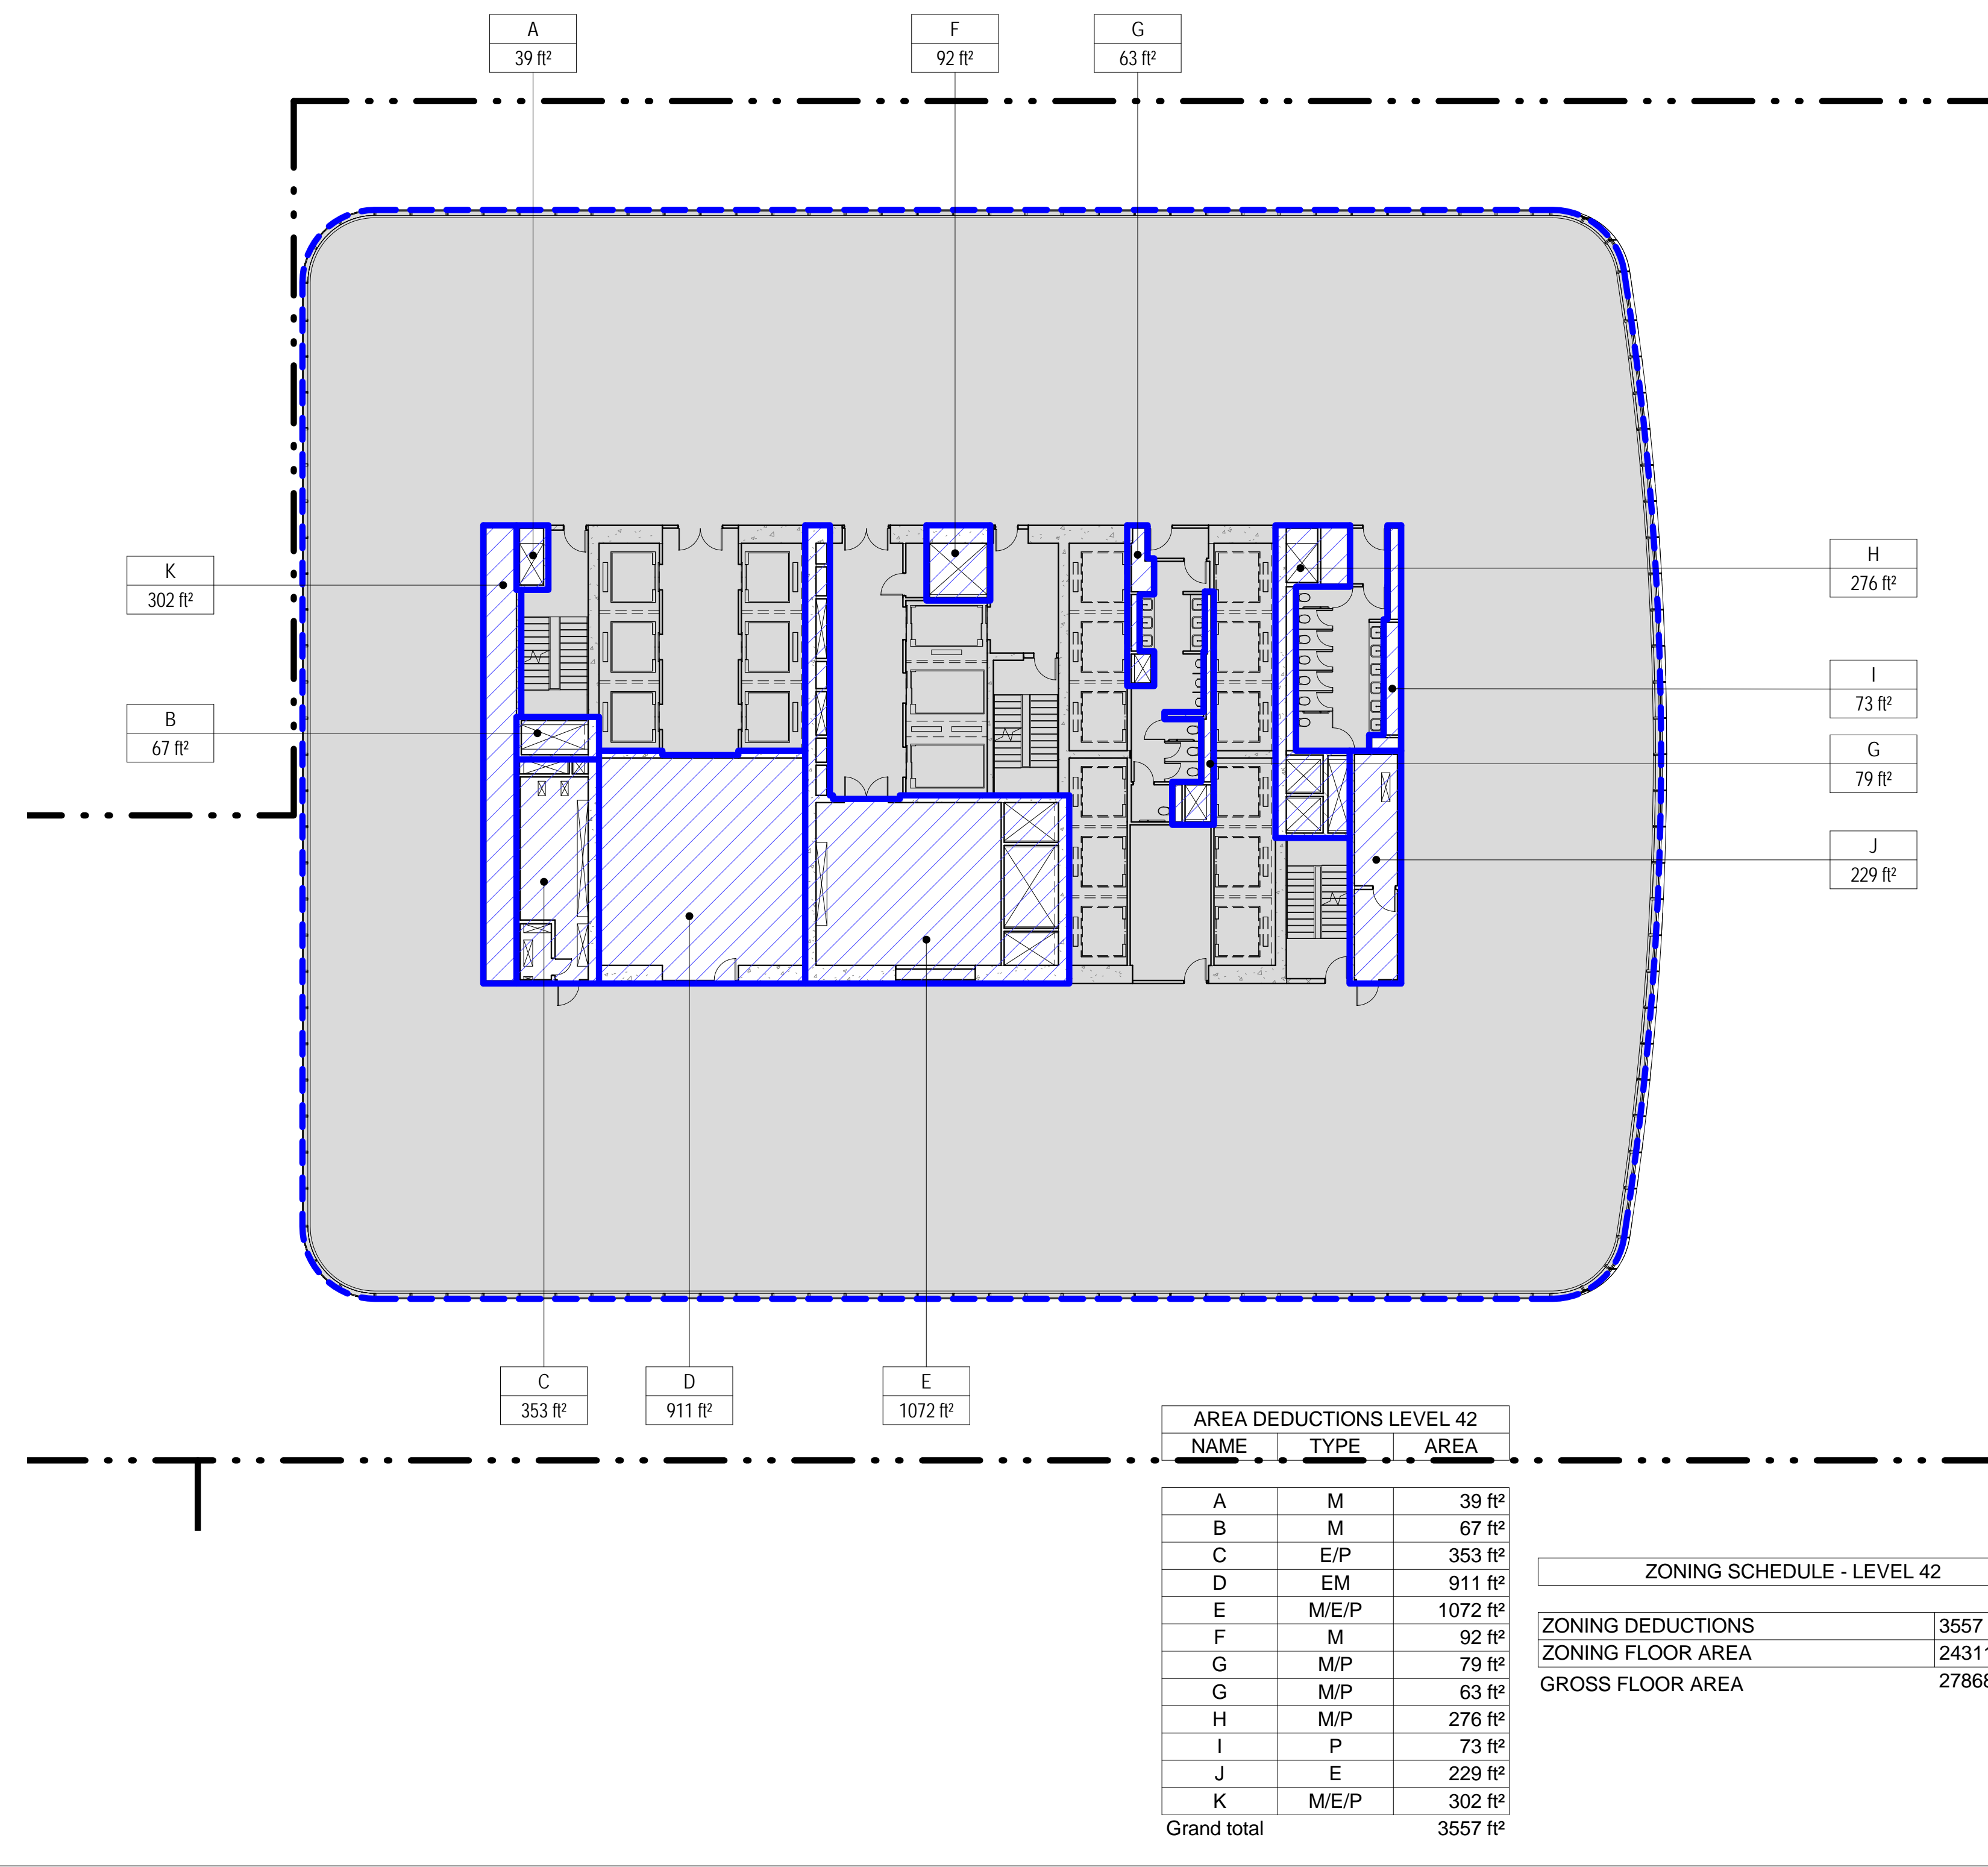 A
39 ft²
F
92 ft²
G
63 ft²
K
302 ft²
H
276 ft²
I
73 ft²
B
67 ft²
G
79 ft²
J
229 ft²
C
353 ft²
D
911 ft²
E
1072 ft²
AREA DEDUCTIONS LEVEL 42
NAME TYPE AREA
A M 39 ft²
B M 67 ft²
C E/P 353 ft²
D EM 911 ft²
E M/E/P 1072 ft²
F M 92 ft²
G M/P 79 ft²
G M/P 63 ft²
H M/P 276 ft²
I P 73 ft²
J E 229 ft²
K M/E/P 302 ft²
Grand total 3557 ft²
ZONING SCHEDULE - LEVEL 42
ZONING DEDUCTIONS 3557
ZONING FLOOR AREA 24311
GROSS FLOOR AREA 27868